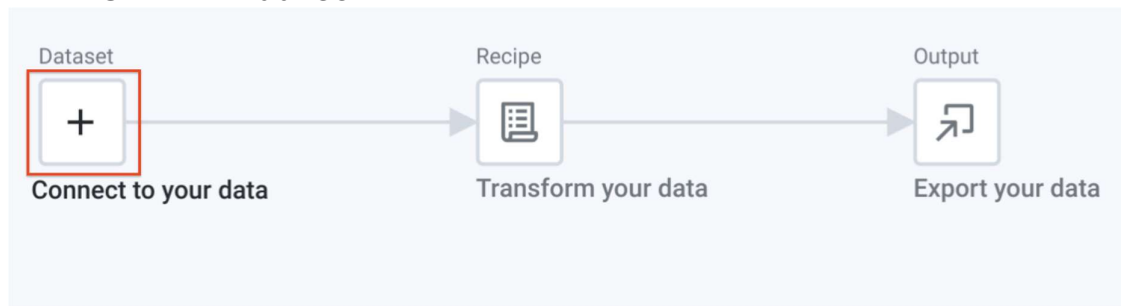 Dataset
Recipe
Output
Connect to your data
Transform your data
Export your data